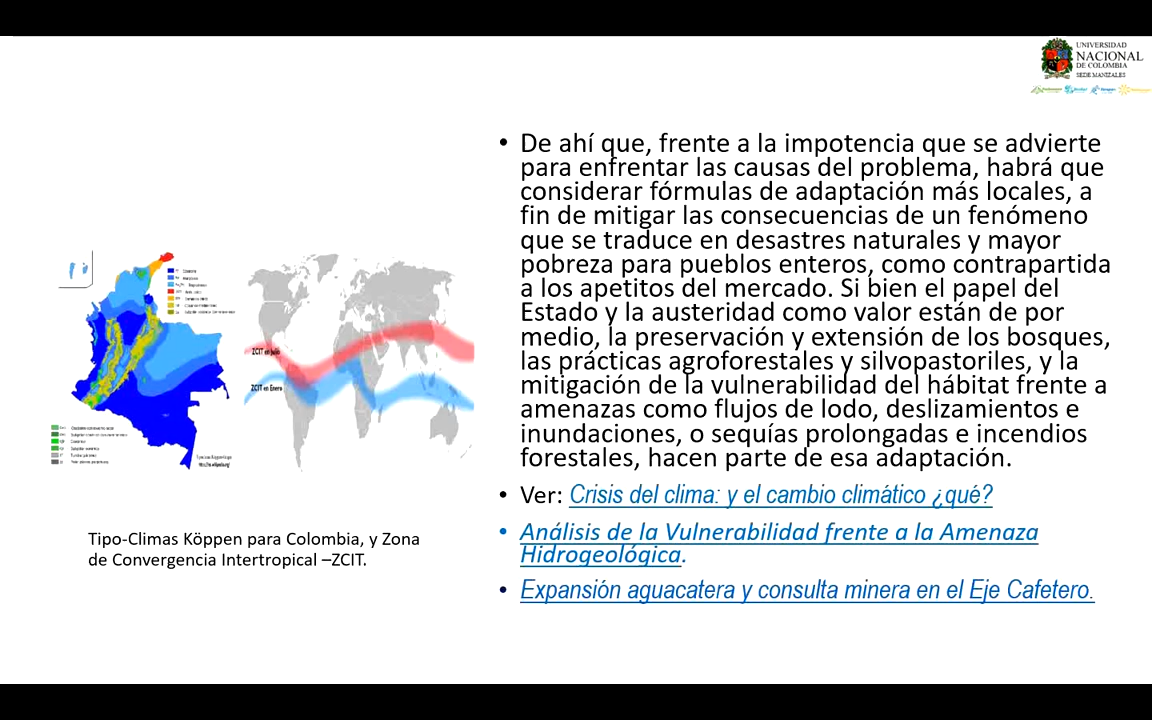 UNIVERSIDAD
NACIONAL
DE COLOMBIA
SEDE MANIZALES
• De ahí que, frente a la impotencia que se advierte
para enfrentar las causas del problema, habrá que
considerar fórmulas de adaptación más locales, a
fin de mitigar las consecuencias de un fenómeno
que se traduce en desastres naturales y mayor
pobreza para pueblos enteros, como contrapartida
a los apetitos del mercado. Si bien el papel del
Estado y la austeridad como valor están de por
medio, la preservación y extensión de los bosques,
las prácticas agroforestales y silvopastoriles, y la
mitigación de la vulnerabilidad del hábitat frente a
amenazas como flujos de lodo, deslizamientos e
inundaciones, o sequías prolongadas e incendios
forestales, hacen parte de esa adaptación.
• Ver: Crisis del clima: y el cambio climático ¿qué?
• Análisis de la Vulnerabilidad frente a la Amenaza
Hidrogeológica.
• Expansión aguacatera y consulta minera en el Eje Cafetero.
ZCIT en Julio
ZCIT en Enero
Tipo-Climas Köppen para Colombia, y Zona
de Convergencia Intertropical –ZCIT.